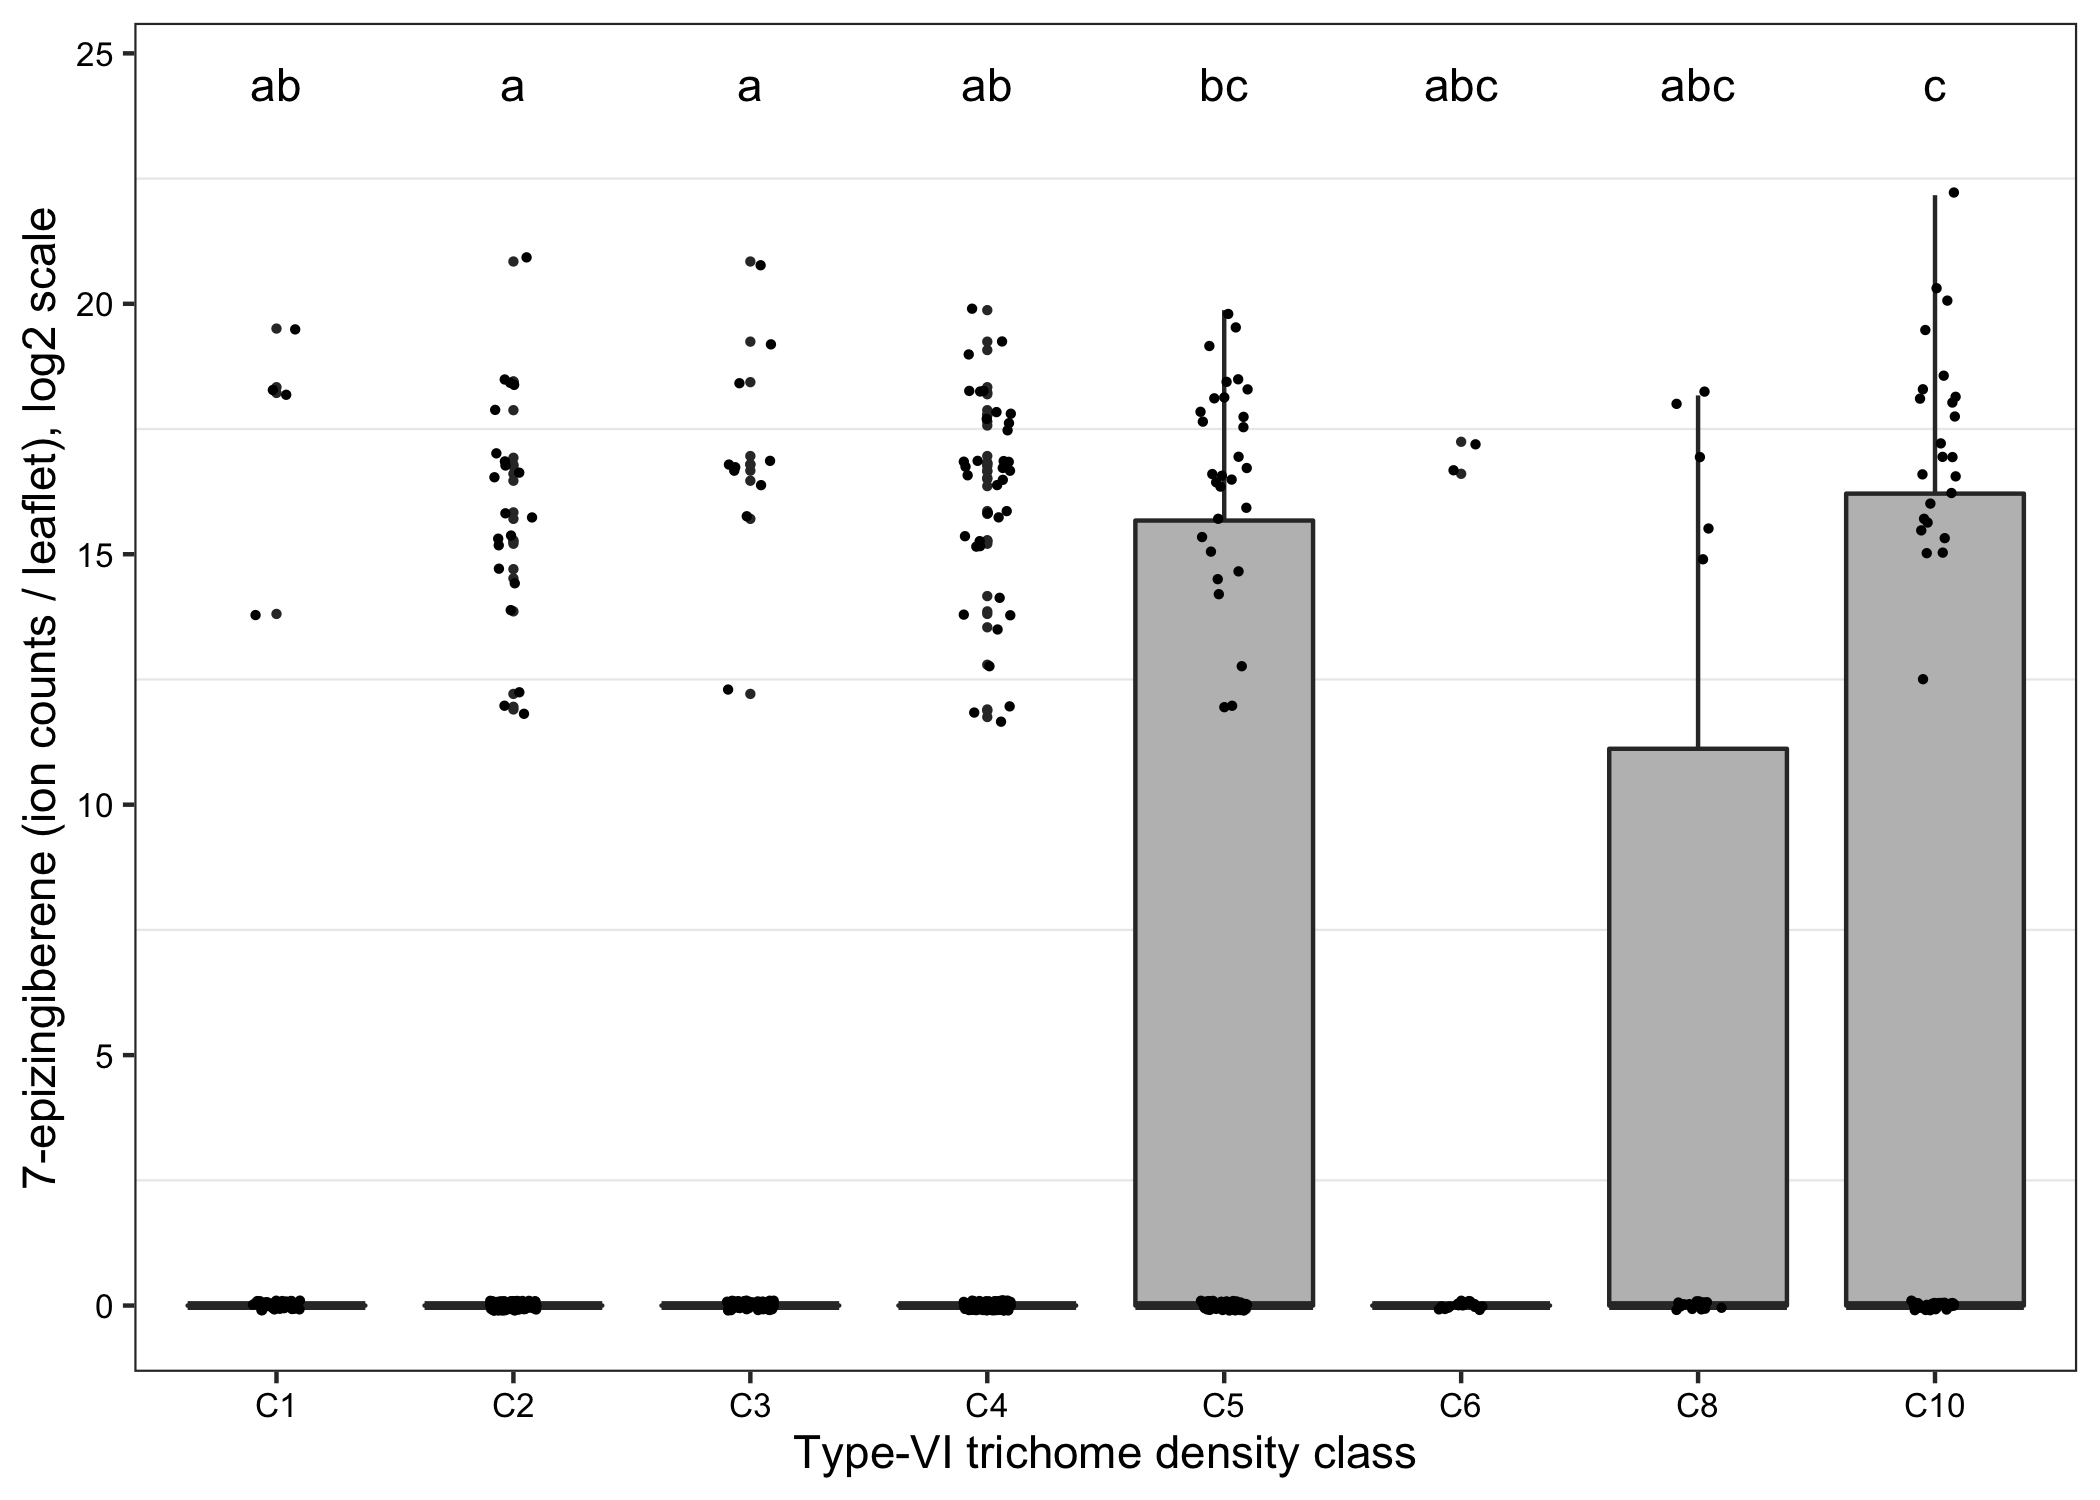 7-epizingiberene (ion counts / leaflet), log2 scale
25
20
15
10
5
0
ab a a ab bc abc abc c
C1 C2 C3 C4 C5 C6 C8 C10
Type-VI trichome density class